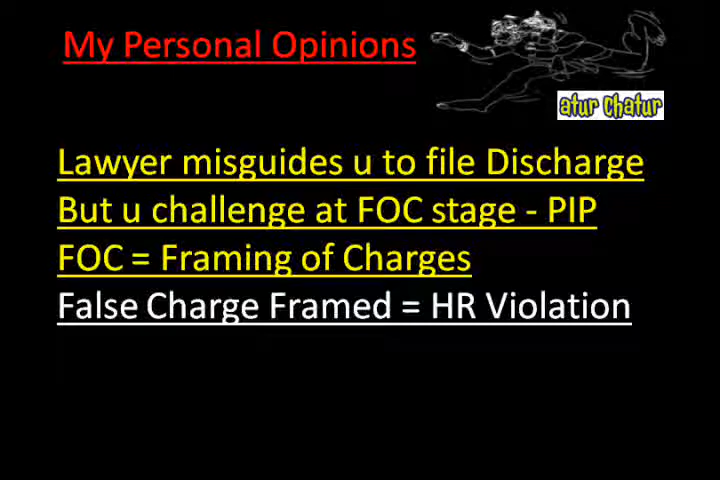 My Personal Opinions
atur chatur
Lawyer misguides u to file Discharge
But u challenge at FOC stage - PIP
FOC = Framing of Charges
False Charge Framed = HR Violation